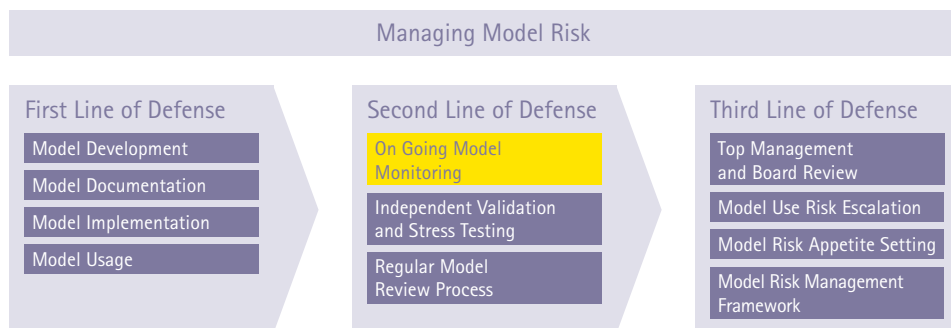 Managing Model Risk
First Line of Defense
Model Development
Model Documentation
Model Implementation
Model Usage
Second Line of Defense
On Going Model
Monitoring
Independent Validation
and Stress Testing
Regular Model
Review Process
Third Line of Defense
Top Management
and Board Review
Model Use Risk Escalation
Model Risk Appetite Setting
Model Risk Management
Framework